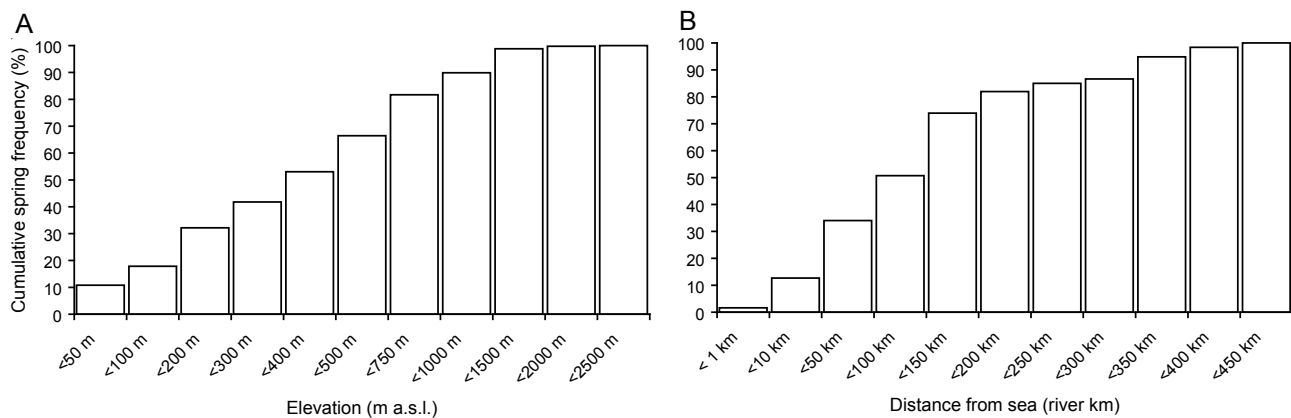 A
Cumulative spring frequency (%)
100
90
80
70
60
50
40
30
20
10
0
<50 m
<100 m
<200 m
<300 m
<400 m
<500 m
<750 m
<1000 m
<1500 m
<2000 m
<2500 m
Elevation (m a.s.l.)
B
100
90
80
70
60
50
40
30
20
10
0
< 1 km
<10 km
<50 km
<100 km
<150 km
<200 km
<250 km
<300 km
<350 km
<400 km
<450 km
Distance from sea (river km)